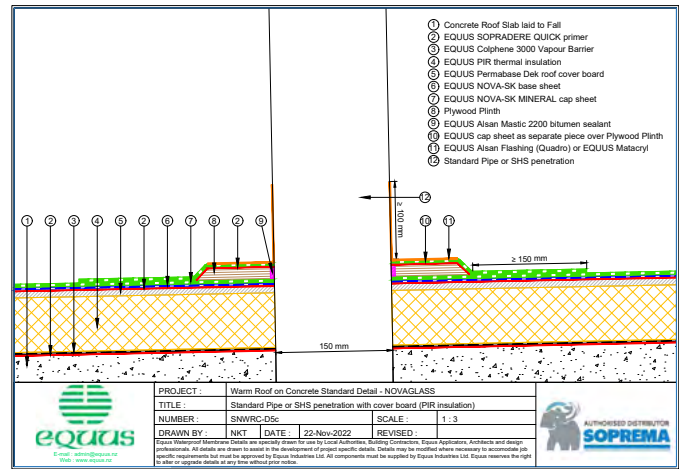 1 Concrete Roof Slab laid to Fall
2 EQUUS SOPRADERE QUICK primer
3 EQUUS Colphene 3000 Vapour Barrier
4 EQUUS PIR thermal insulation
5 EQUUS Permabase Dek roof cover board
6 EQUUS NOVA-SK base sheet
7 EQUUS NOVA-SK MINERAL cap sheet
8 Plywood Plinth
9 EQUUS Alsan Mastic 2200 bitumen sealant
10 EQUUS cap sheet as separate piece over Plywood Plinth
11 EQUUS Alsan Flashing (Quadro) or EQUUS Matacryl
12 Standard Pipe or SHS penetration
12
≥ 100 mm
1 2 3 4 5 2 6 7 8 2 9 10 11
≥ 150 mm
150 mm
PROJECT : Warm Roof on Concrete Standard Detail - NOVAGLASS
TITLE : Standard Pipe or SHS penetration with cover board (PIR insulation)
NUMBER : SNWRC-D5c SCALE : 1 : 3
DRAWN BY : NKT DATE : 22-Nov-2022 REVISED :
Equus Waterproof Membrane Details are specially drawn for use by Local Authorities, Building Contractors, Equus Applicators, Architects and design
professionals. All details are drawn to assist in the development of project specific details. Details may be modified where necessary to accomodate job
specific requirements but must be approved by Equus Industries Ltd. All components must be supplied by Equus Industries Ltd. Equus reserves the right
to alter or upgrade details at any time without prior notice.
equus
E-mail : admin@equus.nz
Web : www.equus.nz
AUTHORISED DISTRIBUTOR
SOPREMA